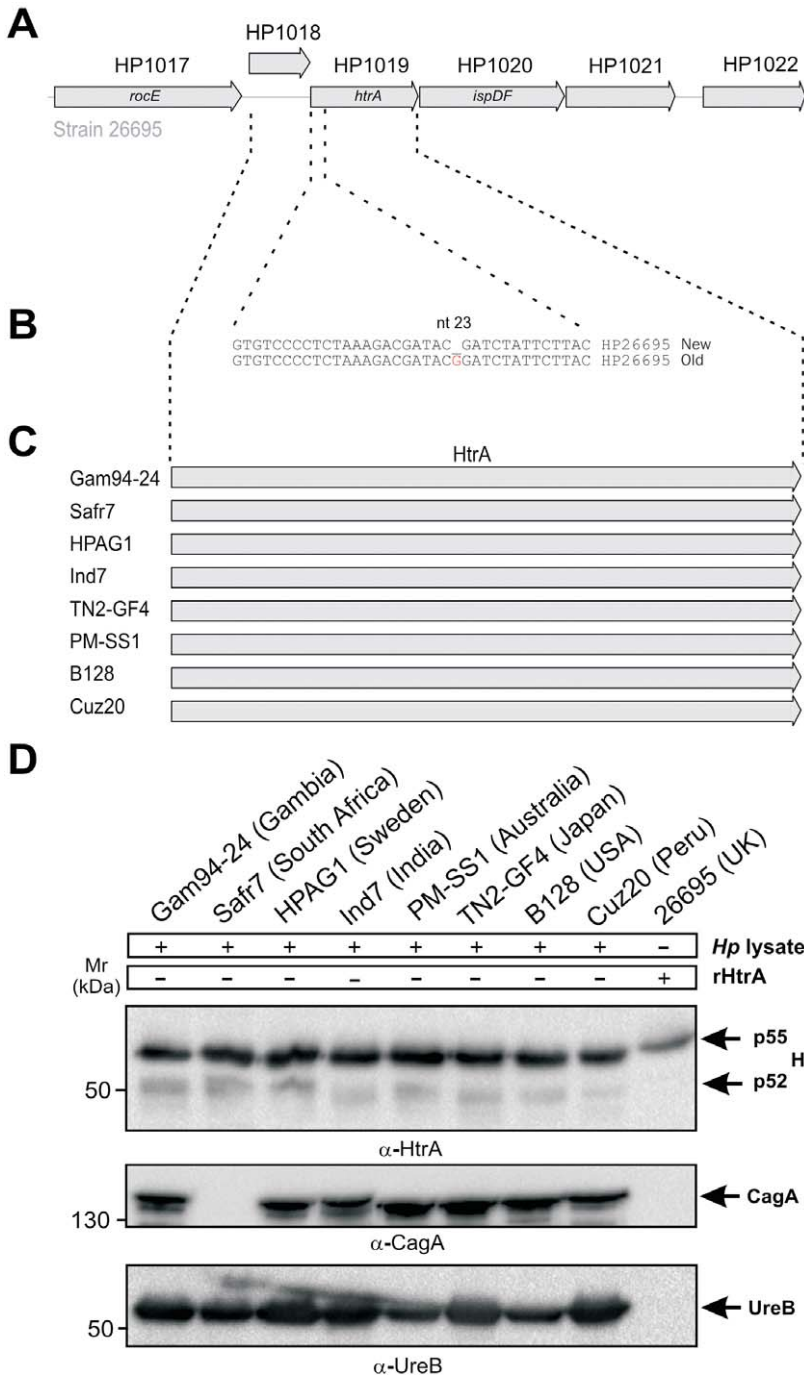 A
HP1018
HP1017 HP1019 HP1020 HP1021 HP1022
rocE htrA ispDF
Strain 26695
B
nt 23
GTGTCCCCTCTAAAGACGATAC GATCTATTCTTAC HP26695 New
GTGTCCCCTCTAAAGACGATACGGATCTATTCTTAC HP26695 Old
C
HtrA
Gam94-24
Safr7
HPAG1
Ind7
TN2-GF4
PM-SS1
B128
Cuz20
D
Gam94-24 (Gambia)
Safr7 (South Africa)
HPAG1 (Sweden)
Ind7 (India)
PM-SS1 (Australia)
TN2-GF4 (Japan)
B128 (USA)
Cuz20 (Peru)
26695 (UK)
+ + + + + + + + – Hp lysate
Mr
(kDa)
– – – – – – – – + rHtrA
p55
H
50 p52
α-HtrA
CagA
130
α-CagA
UreB
50
α-UreB